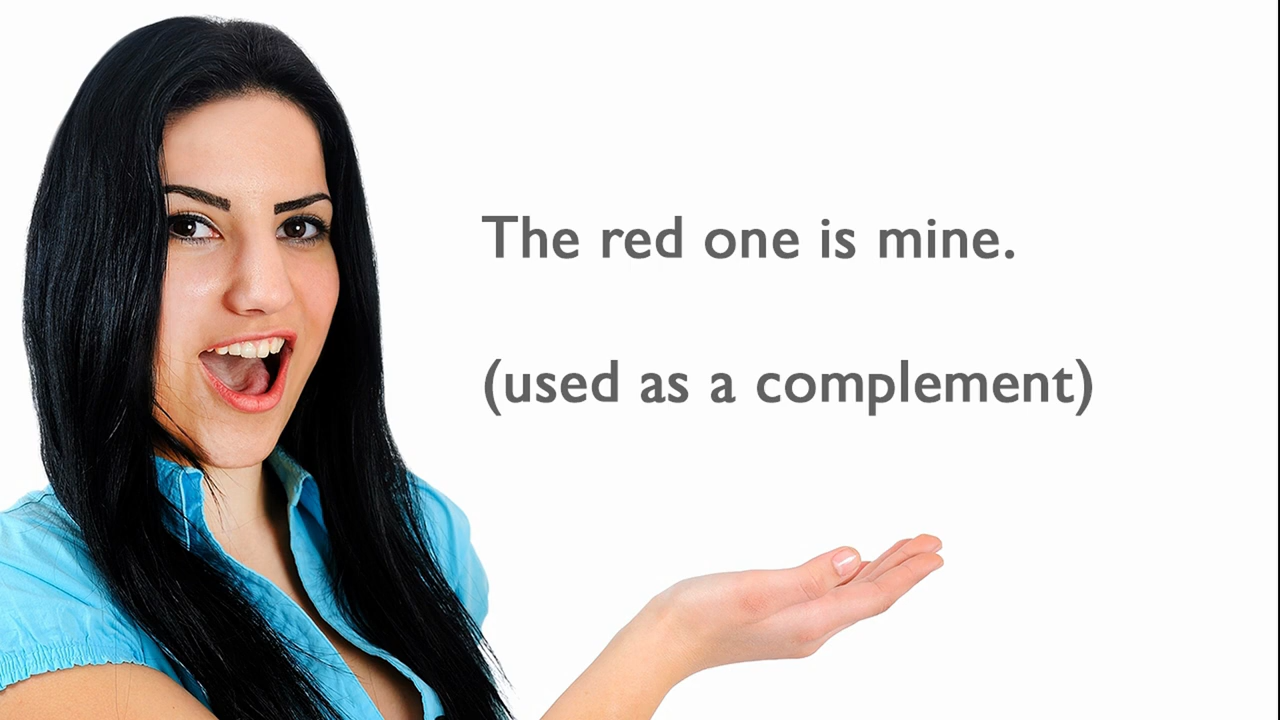 The red one is mine.
(used as a complement)